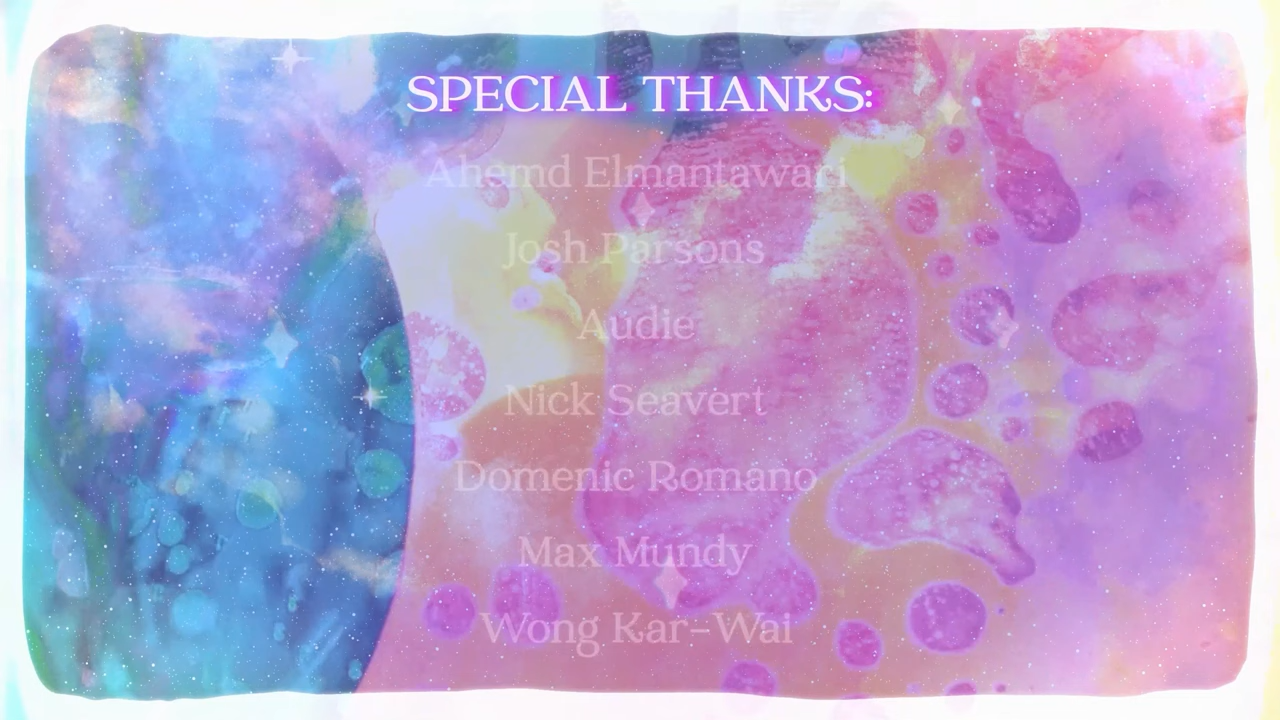 SPECIAL THANKS:
Ahemd Elmantawari
Josh Parsons
Audie
Nick Seavert
Domenic Romano
Max Mundy
Wong Kar-Wai